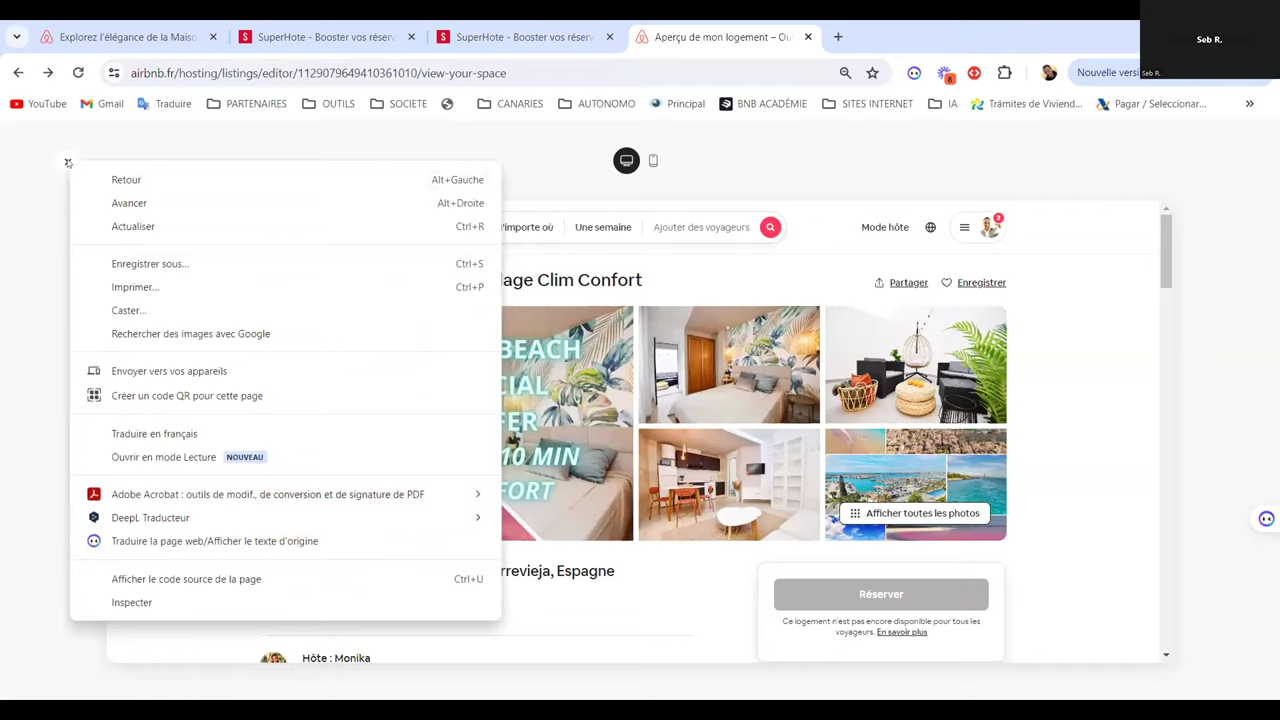 Seb R.
Seb R.
Explorez l'élégance de la Maiso
SuperHote - Booster vos réserv
SuperHote - Booster vos réserv
Aperçu de mon logement – Ou
airbnb.fr/hosting/listings/editor/1129079649410361010/view-your-space
8
Nouvelle versi
YouTube
Gmail
Traduire
PARTENAIRES
OUTILS
SOCIETE
CANARIES
AUTONOMO
Principal
BNB ACADÉMIE
SITES INTERNET
IA
Trámites de Viviend...
Pagar / Seleccionar...
Retour Alt+Gauche
Avancer Alt+Droite
Actualiser Ctrl+R
Enregistrer sous... Ctrl+S
Imprimer... Ctrl+P
Caster...
Rechercher des images avec Google
Envoyer vers vos appareils
Créer un code QR pour cette page
Traduire en français
Ouvrir en mode Lecture NOUVEAU
Adobe Acrobat : outils de modif., de conversion et de signature de PDF
DeepL Traducteur
Traduire la page web/Afficher le texte d'origine
Afficher le code source de la page Ctrl+U
Inspecter
'importe où
Une semaine
Ajouter des voyageurs
Mode hôte
2
lage Clim Confort
Partager
Enregistrer
BEACH
CIAL
FER
10 MIN
FORT
Afficher toutes les photos
rrevieja, Espagne
Réserver
Ce logement n'est pas encore disponible pour tous les
voyageurs. En savoir plus
Hôte : Monika